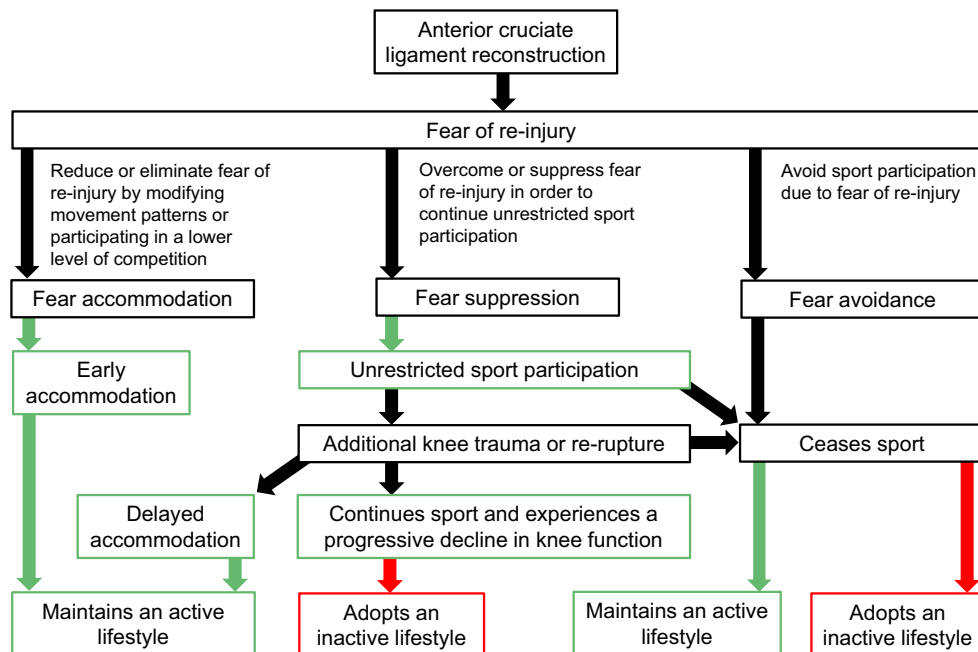 Anterior cruciate
ligament reconstruction
Fear of re-injury
Reduce or eliminate fear of
re-injury by modifying
movement patterns or
participating in a lower
level of competition
Overcome or suppress fear
of re-injury in order to
continue unrestricted sport
participation
Avoid sport participation
due to fear of re-injury
Fear accommodation
Fear suppression
Fear avoidance
Early
accommodation
Unrestricted sport participation
Additional knee trauma or re-rupture
Ceases sport
Delayed
accommodation
Continues sport and experiences a
progressive decline in knee function
Maintains an active
lifestyle
Adopts an
inactive lifestyle
Maintains an active
lifestyle
Adopts an
inactive lifestyle